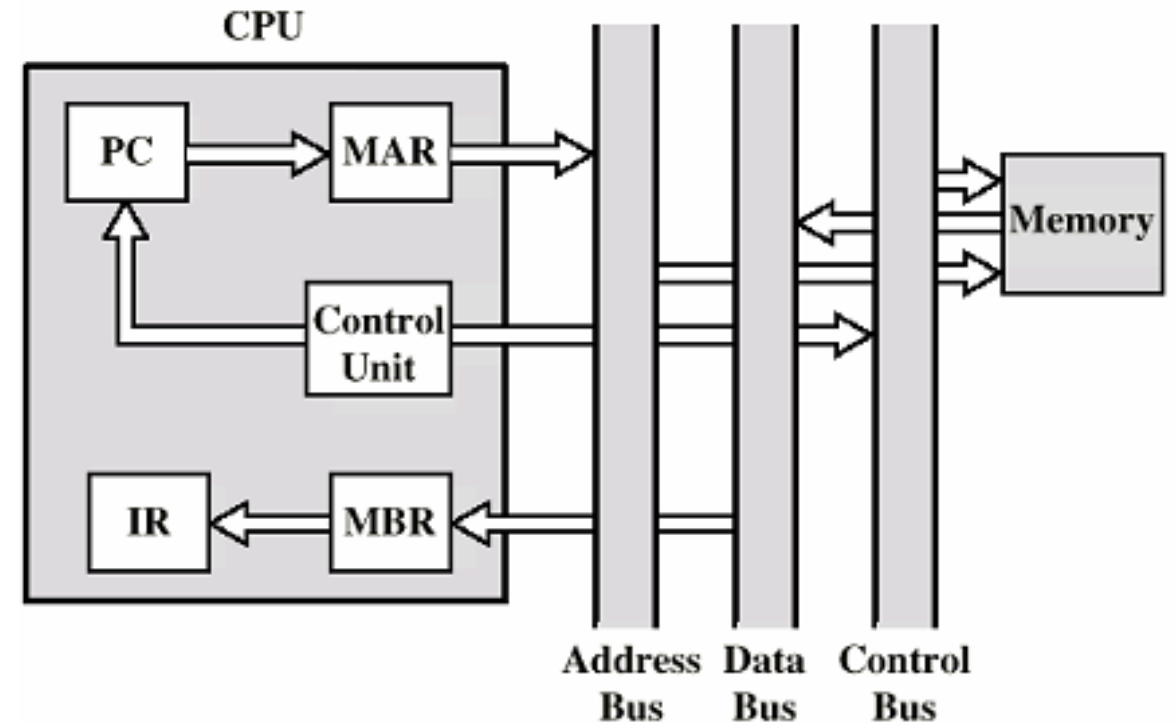 CPU
PC
MAR
Memory
Control
Unit
IR
MBR
Address
Bus
Data
Bus
Control
Bus